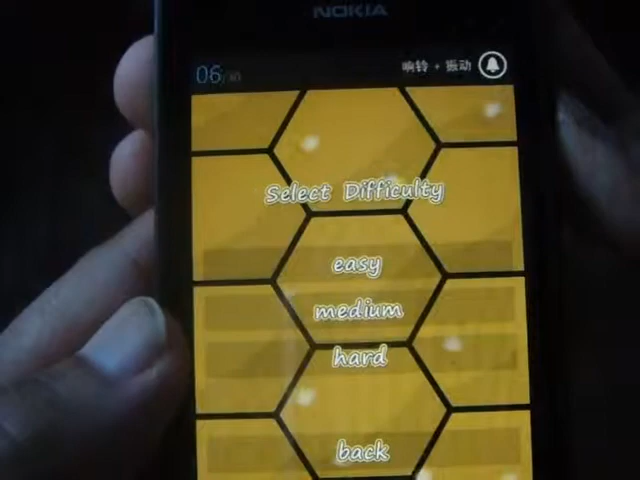 NOKIA
06/30
响铃 + 振动
Select Difficulty
easy
medium
hard
back